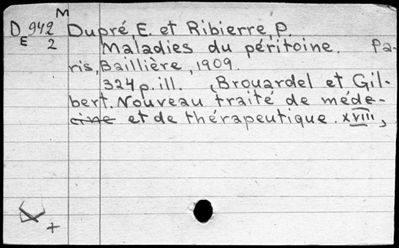 M
D 942 Dupré, E. et Ribierre, P.
E 2 Maladies du péritoine. Pa-
ris, Baillière, 1909.
324 p. ill. (Brouardel et Gil-
bert. Nouveau traité de méde-
cine et de thérapeutique. XVIII,
+